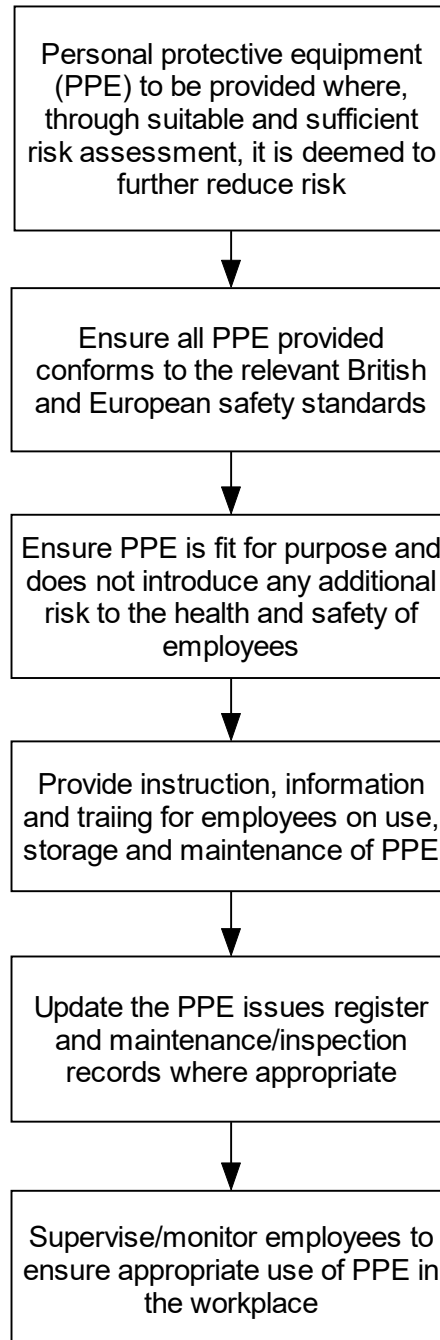 Personal protective equipment
(PPE) to be provided where,
through suitable and sufficient
risk assessment, it is deemed to
further reduce risk
Ensure all PPE provided
conforms to the relevant British
and European safety standards
Ensure PPE is fit for purpose and
does not introduce any additional
risk to the health and safety of
employees
Provide instruction, information
and traiing for employees on use,
storage and maintenance of PPE
Update the PPE issues register
and maintenance/inspection
records where appropriate
Supervise/monitor employees to
ensure appropriate use of PPE in
the workplace